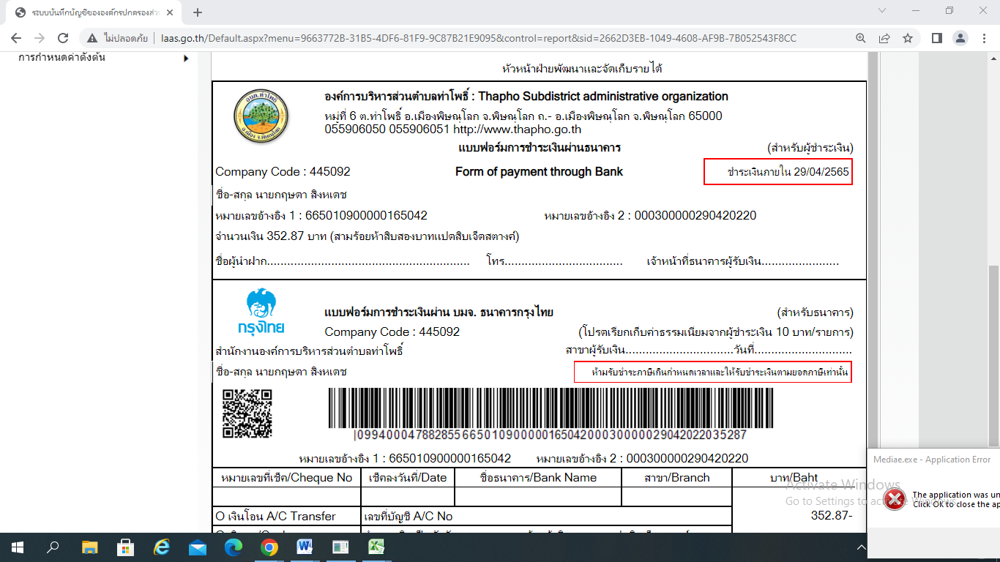 ระบบบันทึกบัญชีขององค์กรปกครองส่วน
ไม่ปลอดภัย | laas.go.th/Default.aspx?menu=9663772B-31B5-4DF6-81F9-9C87B21E9095&control=report&sid=2662D3EB-1049-4608-AF9B-7B052543F8CC
การกำหนดค่าตั้งต้น
หัวหน้าฝ่ายพัฒนาและจัดเก็บรายได้
อบต.ท่าโพธิ์
อ.เมือง จ.พิษณุโลก
องค์การบริหารส่วนตำบลท่าโพธิ์ : Thapho Subdistrict administrative organization
หมู่ที่ 6 ต.ท่าโพธิ์ อ.เมืองพิษณุโลก จ.พิษณุโลก ถ.- อ.เมืองพิษณุโลก จ.พิษณุโลก 65000
055906050 055906051 http://www.thapho.go.th
แบบฟอร์มการชำระเงินผ่านธนาคาร (สำหรับผู้ชำระเงิน)
Company Code : 445092 Form of payment through Bank ชำระเงินภายใน 29/04/2565
ชื่อ-สกุล นายกฤษดา สิงหเดช
หมายเลขอ้างอิง 1 : 665010900000165042 หมายเลขอ้างอิง 2 : 000300000290420220
จำนวนเงิน 352.87 บาท (สามร้อยห้าสิบสองบาทแปดสิบเจ็ดสตางค์)
ชื่อผู้นำฝาก............................................................ โทร................................... เจ้าหน้าที่ธนาคารผู้รับเงิน.......................
กรุงไทย
แบบฟอร์มการชำระเงินผ่าน บมจ. ธนาคารกรุงไทย (สำหรับธนาคาร)
Company Code : 445092 (โปรดเรียกเก็บค่าธรรมเนียมจากผู้ชำระเงิน 10 บาท/รายการ)
สำนักงานองค์การบริหารส่วนตำบลท่าโพธิ์ สาขาผู้รับเงิน................................วันที่.............................
ชื่อ-สกุล นายกฤษดา สิงหเดช ห้ามรับชำระภาษีเกินกำหนดเวลาและให้รับชำระเงินตามยอดภาษีเท่านั้น
|09940004788285566501090000016504200030000029042022035287
หมายเลขอ้างอิง 1 : 665010900000165042 หมายเลขอ้างอิง 2 : 000300000290420220
หมายเลขที่เช็ค/Cheque No เช็คลงวันที่/Date ชื่อธนาคาร/Bank Name สาขา/Branch บาท/Baht
O เงินโอน A/C Transfer เลขที่บัญชี A/C No 352.87-
Activate Windows
Go to Settings to activate Windows.
Mediae.exe - Application Error
The application was un
Click OK to close the ap